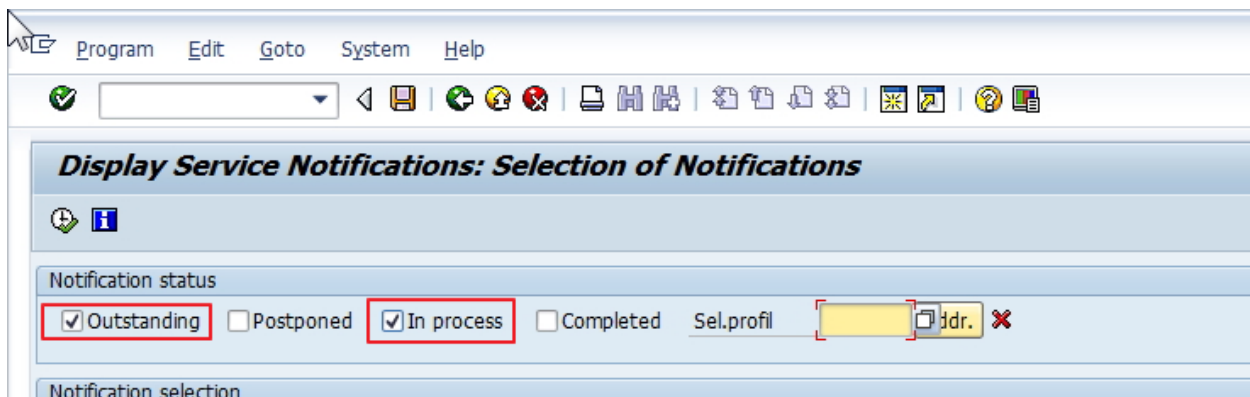 Program Edit Goto System Help
Display Service Notifications: Selection of Notifications
Notification status
Outstanding Postponed In process Completed Sel.profil ddr.
Notification selection